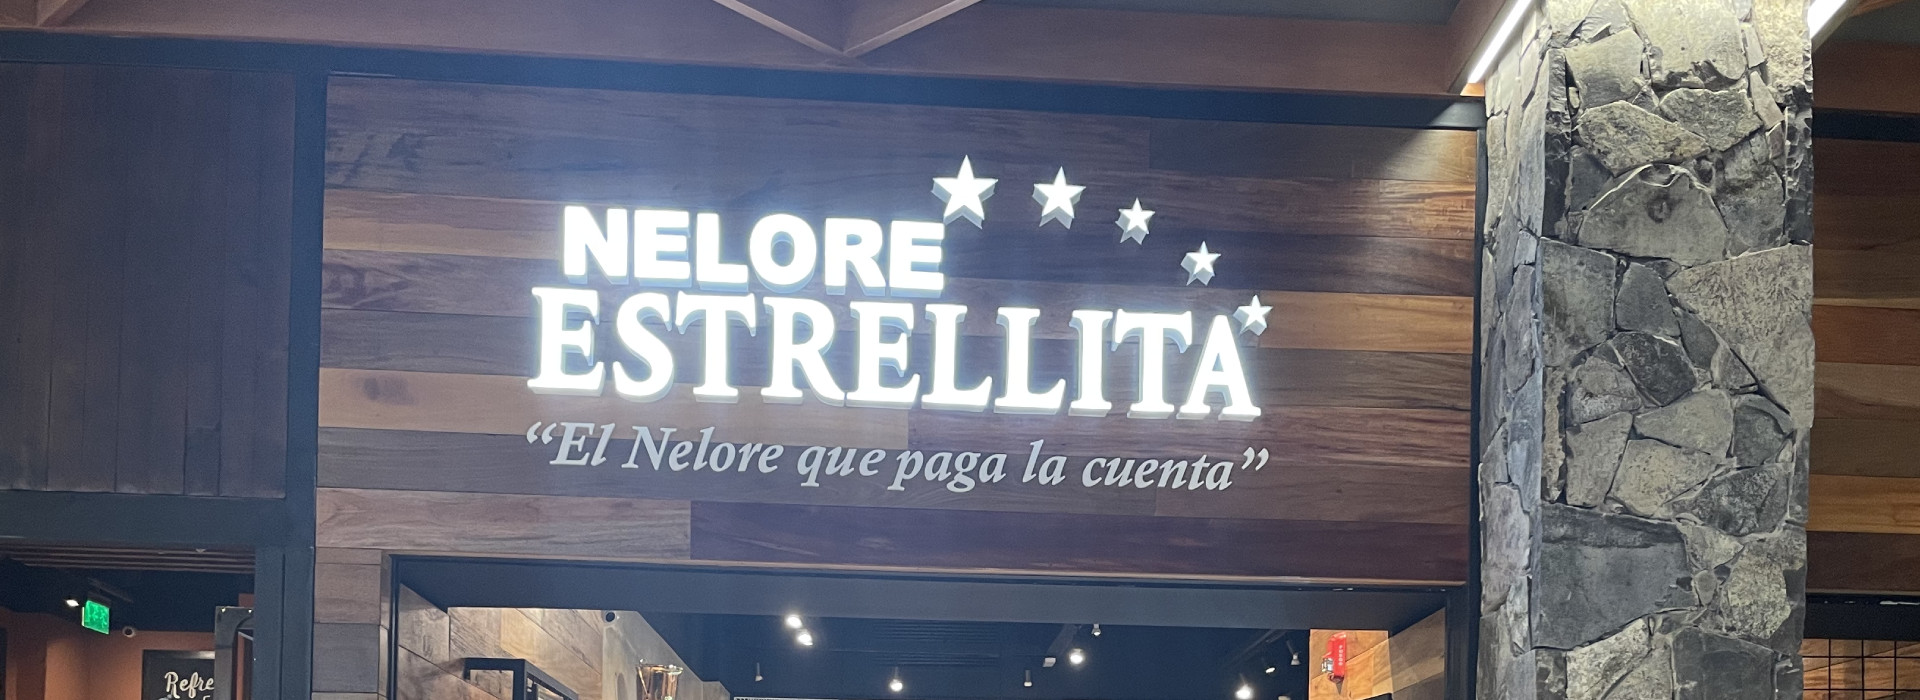 NELORE
ESTRELLITA
“El Nelore que paga la cuenta”